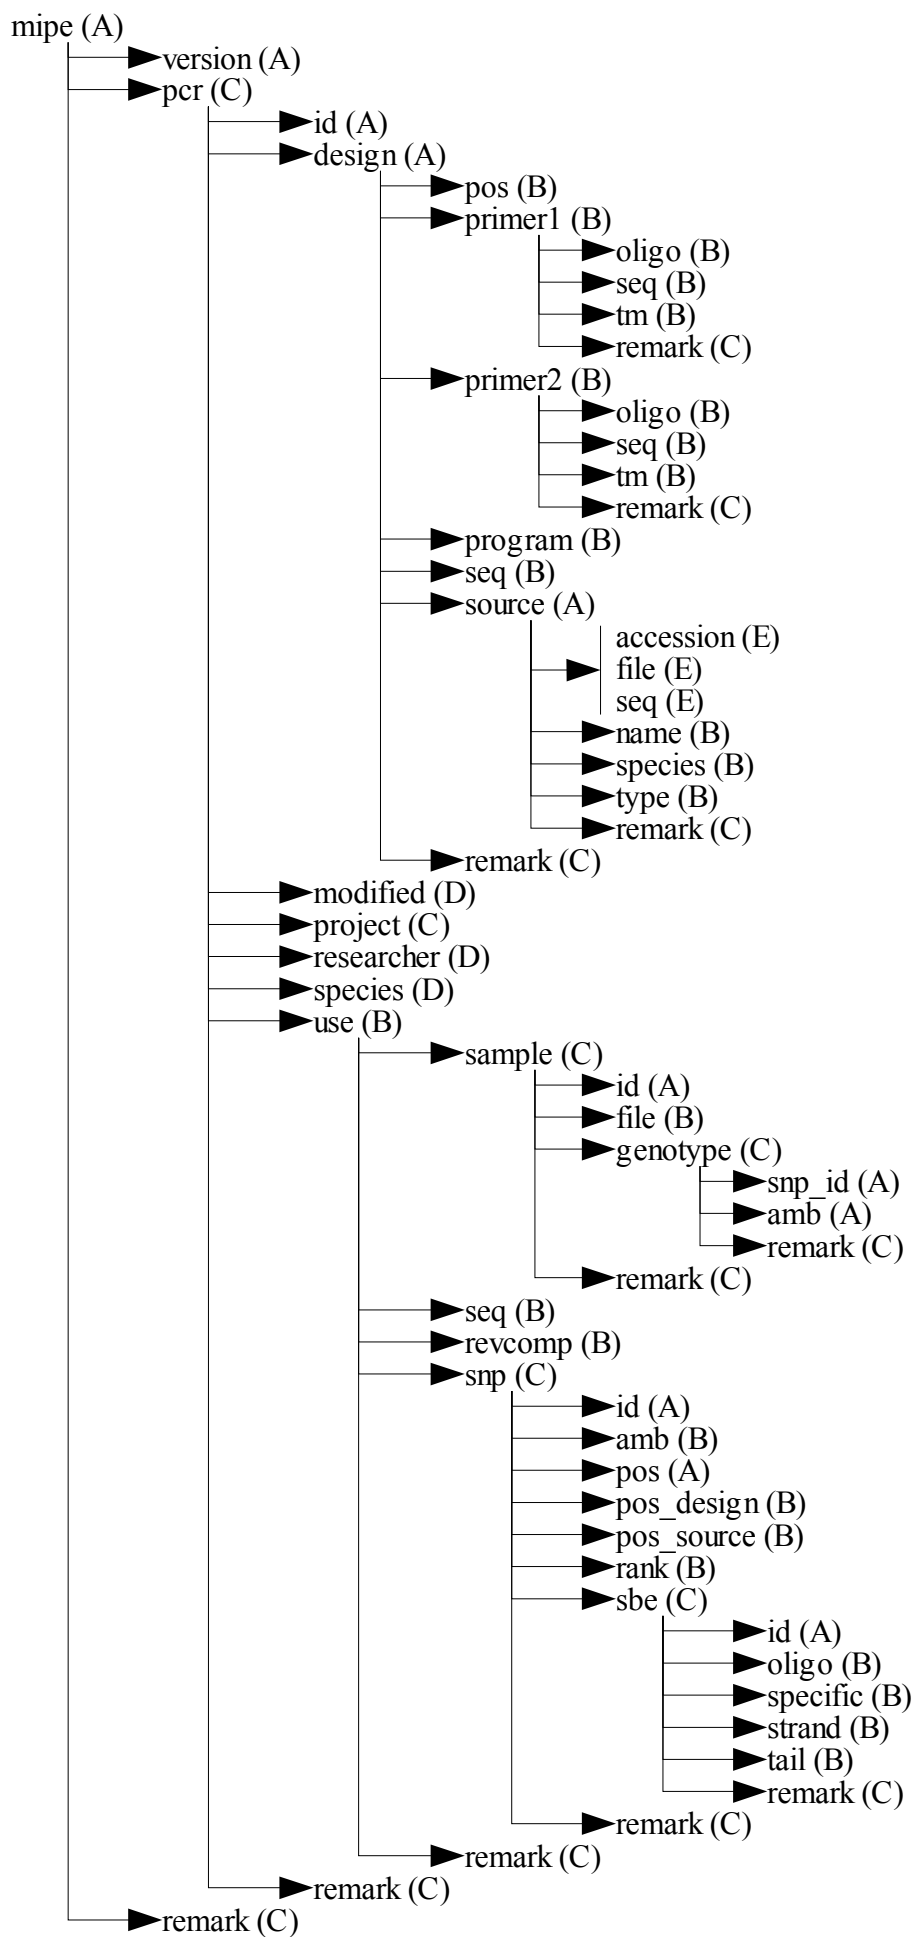 mipe (A)
version (A)
pcr (C)
id (A)
design (A)
pos (B)
primer1 (B)
oligo (B)
seq (B)
tm (B)
remark (C)
primer2 (B)
oligo (B)
seq (B)
tm (B)
remark (C)
program (B)
seq (B)
source (A)
accession (E)
file (E)
seq (E)
name (B)
species (B)
type (B)
remark (C)
remark (C)
modified (D)
project (C)
researcher (D)
species (D)
use (B)
sample (C)
id (A)
file (B)
genotype (C)
snp_id (A)
amb (A)
remark (C)
remark (C)
seq (B)
revcomp (B)
snp (C)
id (A)
amb (B)
pos (A)
pos_design (B)
pos_source (B)
rank (B)
sbe (C)
id (A)
oligo (B)
specific (B)
strand (B)
tail (B)
remark (C)
remark (C)
remark (C)
remark (C)
remark (C)